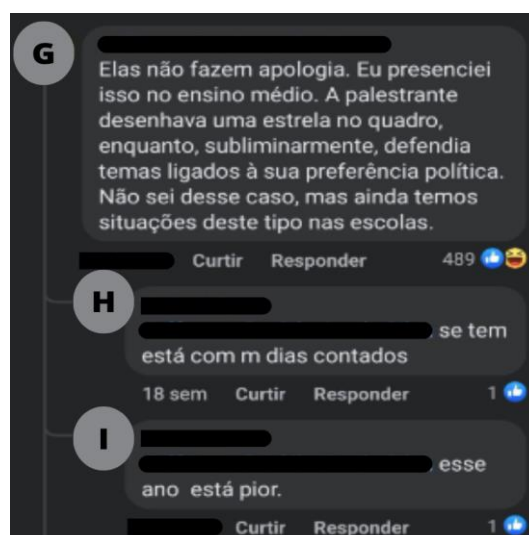 G
Elas não fazem apologia. Eu presenciei
isso no ensino médio. A palestrante
desenhava uma estrela no quadro,
enquanto, subliminarmente, defendia
temas ligados à sua preferência política.
Não sei desse caso, mas ainda temos
situações deste tipo nas escolas.
Curtir Responder 489
H
se tem
está com m dias contados
18 sem Curtir Responder 1
I
esse
ano está pior.
Curtir Responder 1